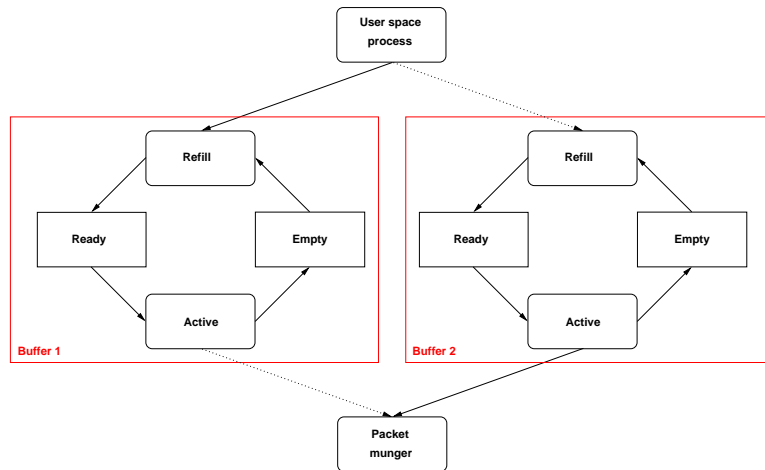 User space
process
Refill
Ready
Empty
Active
Buffer 1
Refill
Ready
Empty
Active
Buffer 2
Packet
munger